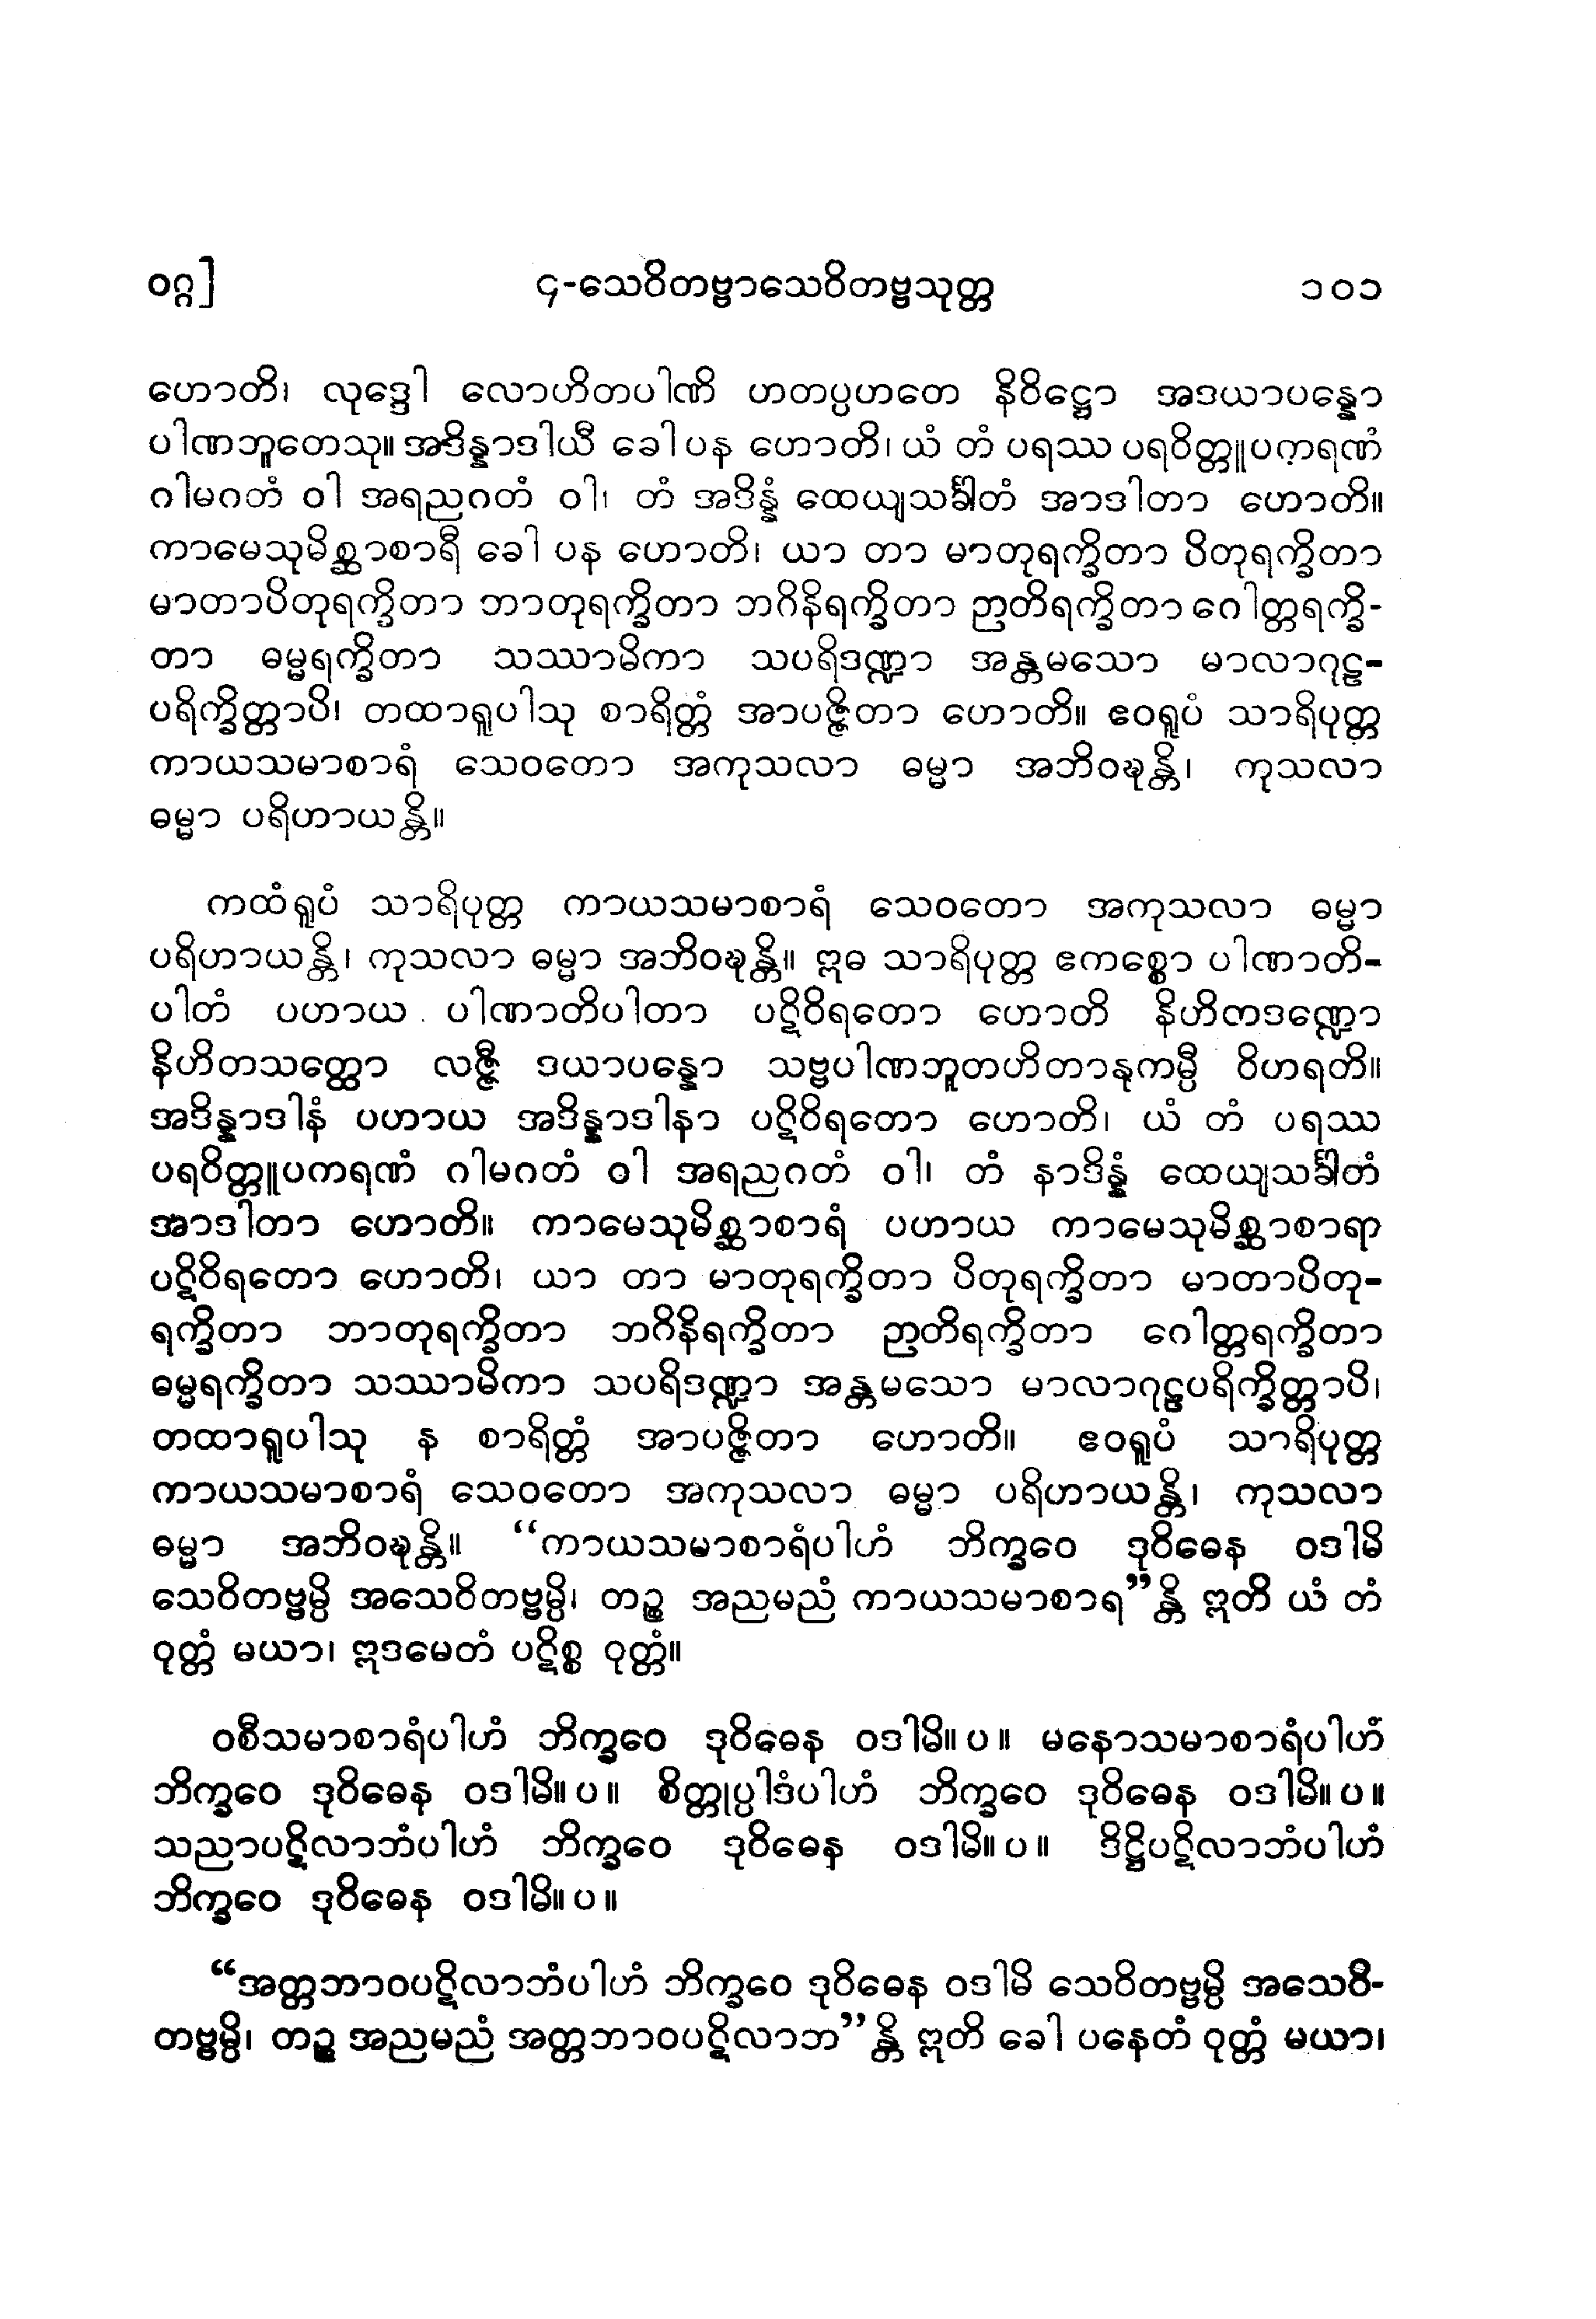 ၀ဂ္ဂ] ၄-သေဝိတဗ္ဗာသေဝိတဗ္ဗသုတ္တ ၁၀၁
ဟောတိ၊ လုဒ္ဒေါ လောဟိတပါဏိ ဟတပ္ပဟတေ နိဝိဋ္ဌော အဒယာပန္နော
ပါဏဘူတေသု။ အဒိန္နာဒါယီ ခေါ ပန ဟောတိ၊ ယံ တံ ပရဿ ပရဝိတ္တူပကရဏံ
ဂါမဂတံ ဝါ အရညဂတံ ဝါ၊ တံ အဒိန္နံ ထေယျသင်္ခါတံ အာဒါတာ ဟောတိ။
ကာမေသုမိစ္ဆာစာရီ ခေါ ပန ဟောတိ၊ ယာ တာ မာတုရက္ခိတာ ပိတုရက္ခိတာ
မာတာပိတုရက္ခိတာ ဘာတုရက္ခိတာ ဘဂိနိရက္ခိတာ ဉာတိရက္ခိတာ ဂေါတ္တရက္ခိ-
တာ ဓမ္မရက္ခိတာ သဿာမိကာ သပရိဒဏ္ဍာ အန္တမသော မာလာဂုဠ-
ပရိက္ခိတ္တာပိ၊ တထာရူပါသု စာရိတ္တံ အာပဇ္ဇိတာ ဟောတိ။ ဧဝရူပံ သာရိပုတ္တ
ကာယသမာစာရံ သေဝတော အကုသလာ ဓမ္မာ အဘိဝဍ္ဎန္တိ၊ ကုသလာ
ဓမ္မာ ပရိဟာယန္တိ။
ကထံရူပံ သာရိပုတ္တ ကာယသမာစာရံ သေဝတော အကုသလာ ဓမ္မာ
ပရိဟာယန္တိ၊ ကုသလာ ဓမ္မာ အဘိဝဍ္ဎန္တိ။ ဣဓ သာရိပုတ္တ ဧကစ္စော ပါဏာတိ-
ပါတံ ပဟာယ ပါဏာတိပါတာ ပဋိဝိရတော ဟောတိ နိဟိတဒဏ္ဍော
နိဟိတသတ္ထော လဇ္ဇီ ဒယာပန္နော သဗ္ဗပါဏဘူတဟိတာနုကမ္ပီ ဝိဟရတိ။
အဒိန္နာဒါနံ ပဟာယ အဒိန္နာဒါနာ ပဋိဝိရတော ဟောတိ၊ ယံ တံ ပရဿ
ပရဝိတ္တူပကရဏံ ဂါမဂတံ ဝါ အရညဂတံ ဝါ၊ တံ နာဒိန္နံ ထေယျသင်္ခါတံ
အာဒါတာ ဟောတိ။ ကာမေသုမိစ္ဆာစာရံ ပဟာယ ကာမေသုမိစ္ဆာစာရာ
ပဋိဝိရတော ဟောတိ၊ ယာ တာ မာတုရက္ခိတာ ပိတုရက္ခိတာ မာတာပိတု-
ရက္ခိတာ ဘာတုရက္ခိတာ ဘဂိနိရက္ခိတာ ဉာတိရက္ခိတာ ဂေါတ္တရက္ခိတာ
ဓမ္မရက္ခိတာ သဿာမိကာ သပရိဒဏ္ဍာ အန္တမသော မာလာဂုဠပရိက္ခိတ္တာပိ၊
တထာရူပါသု န စာရိတ္တံ အာပဇ္ဇိတာ ဟောတိ။ ဧဝရူပံ သာရိပုတ္တ
ကာယသမာစာရံ သေဝတော အကုသလာ ဓမ္မာ ပရိဟာယန္တိ၊ ကုသလာ
ဓမ္မာ အဘိဝဍ္ဎန္တိ။ “ကာယသမာစာရံပါဟံ ဘိက္ခဝေ ဒုဝိဓေန ဝဒါမိ
သေဝိတဗ္ဗမ္ပိ အသေဝိတဗ္ဗမ္ပိ၊ တဉ္စ အညမညံ ကာယသမာစာရ”န္တိ ဣတိ ယံ တံ
ဝုတ္တံ မယာ၊ ဣဒမေတံ ပဋိစ္စ ဝုတ္တံ။
ဝစီသမာစာရံပါဟံ ဘိက္ခဝေ ဒုဝိဓေန ဝဒါမိ။ ပ ။ မနောသမာစာရံပါဟံ
ဘိက္ခဝေ ဒုဝိဓေန ဝဒါမိ။ ပ ။ စိတ္တုပ္ပါဒံပါဟံ ဘိက္ခဝေ ဒုဝိဓေန ဝဒါမိ။ ပ ။
သညာပဋိလာဘံပါဟံ ဘိက္ခဝေ ဒုဝိဓေန ဝဒါမိ။ ပ ။ ဒိဋ္ဌိပဋိလာဘံပါဟံ
ဘိက္ခဝေ ဒုဝိဓေန ဝဒါမိ။ ပ ။
“အတ္တဘာဝပဋိလာဘံပါဟံ ဘိက္ခဝေ ဒုဝိဓေန ဝဒါမိ သေဝိတဗ္ဗမ္ပိ အသေဝိ-
တဗ္ဗမ္ပိ၊ တဉ္စ အညမညံ အတ္တဘာဝပဋိလာဘ”န္တိ ဣတိ ခေါ ပနေတံ ဝုတ္တံ မယာ၊